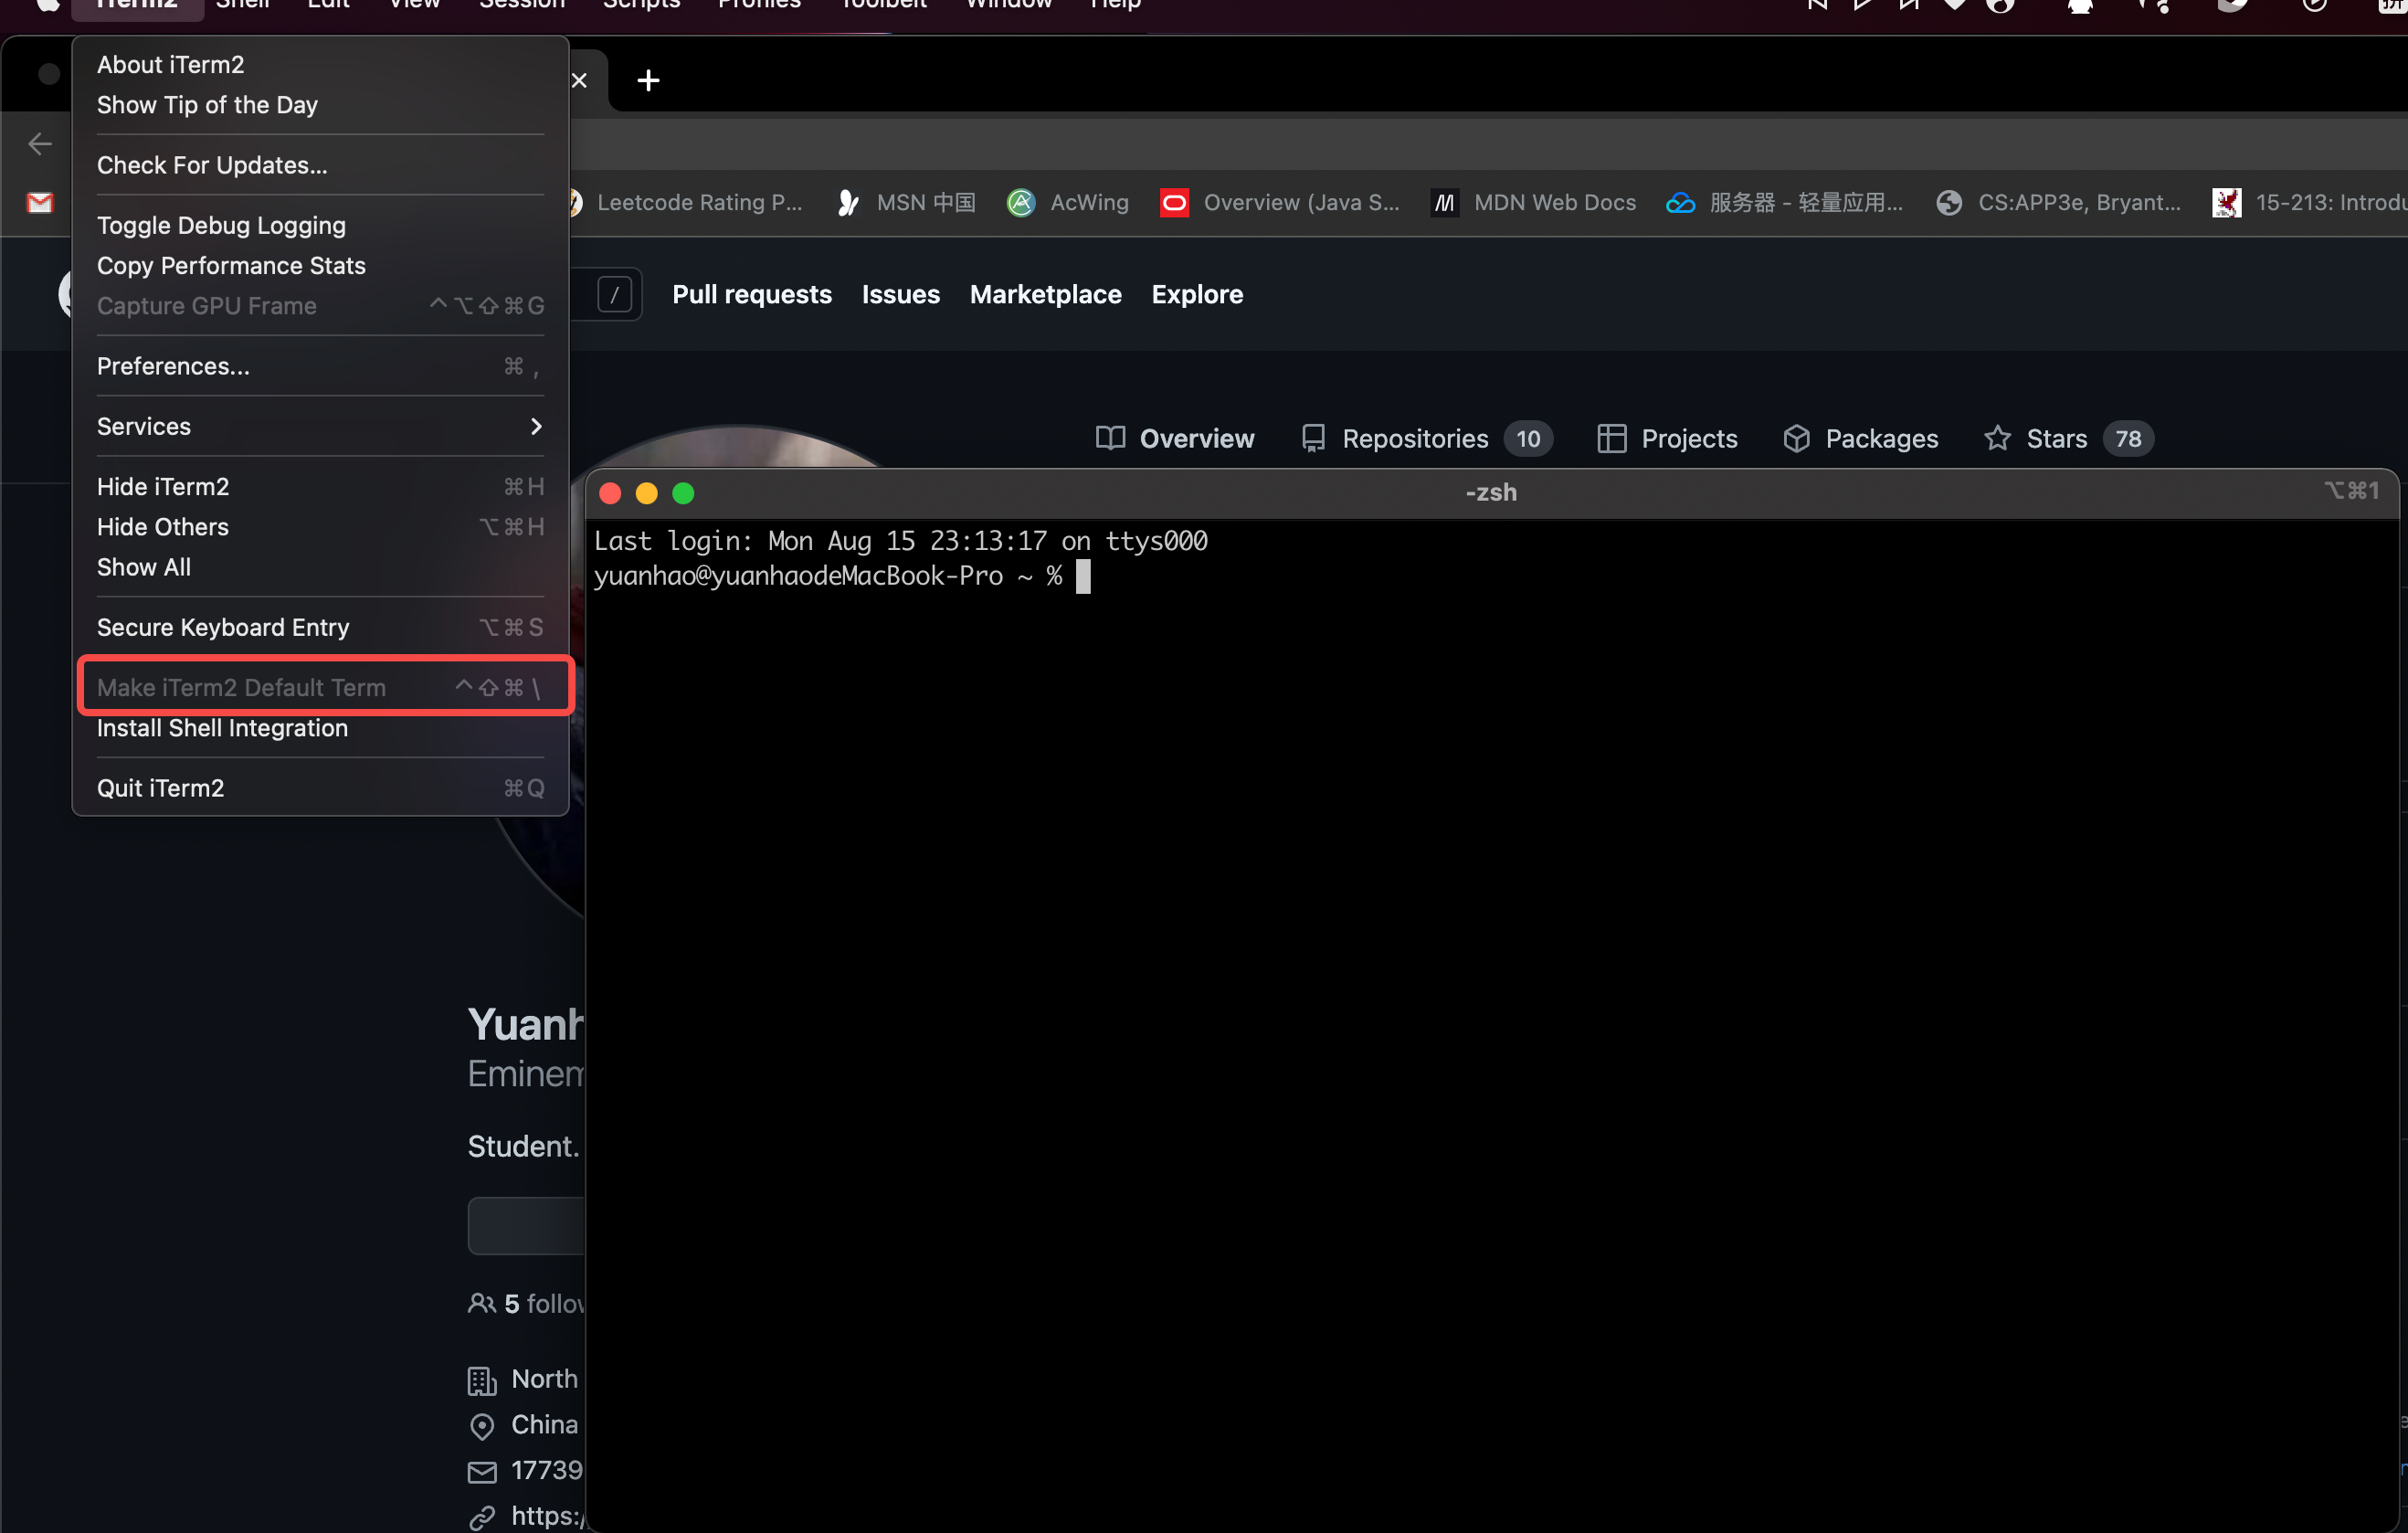 iTerm2 Shell Edit View Session Scripts Profiles Toolbelt Window Help
About iTerm2
Show Tip of the Day
Check For Updates...
Toggle Debug Logging
Copy Performance Stats
Capture GPU Frame ^⌥⇧⌘G
Preferences... ⌘ ,
Services
Hide iTerm2 ⌘H
Hide Others ⌥⌘H
Show All
Secure Keyboard Entry ⌥⌘S
Make iTerm2 Default Term ^⇧⌘\
Install Shell Integration
Quit iTerm2 ⌘Q
Leetcode Rating P... MSN 中国 AcWing Overview (Java S... MDN Web Docs 服务器 - 轻量应用... CS:APP3e, Bryant... 15-213:
/ Pull requests Issues Marketplace Explore
Overview Repositories 10 Projects Packages Stars 78
-zsh ⌥⌘1
Last login: Mon Aug 15 23:13:17 on ttys000
yuanhao@yuanhaodeMacBook-Pro ~ %
Student.
5
North
China
17739
https:/